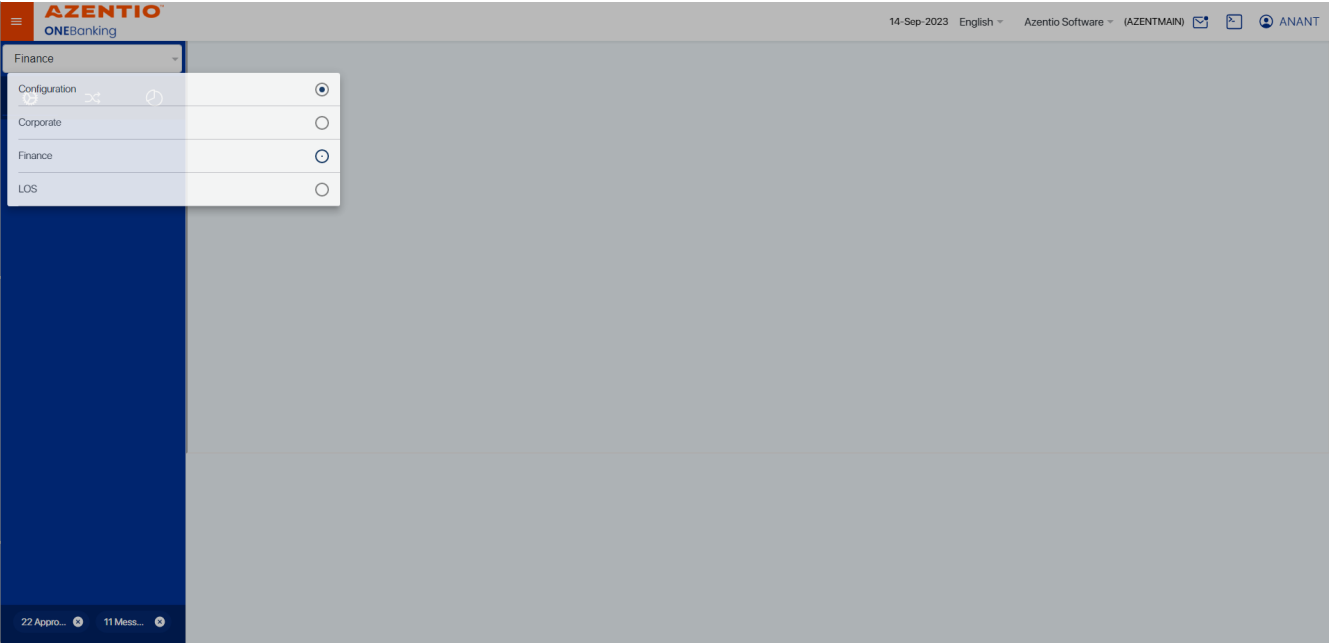 AZENTIO
ONEBanking
14-Sep-2023 English Azentio Software (AZENTMAIN) ANANT
Finance
Configuration
Corporate
Finance
LOS
22 Appro... 11 Mess...